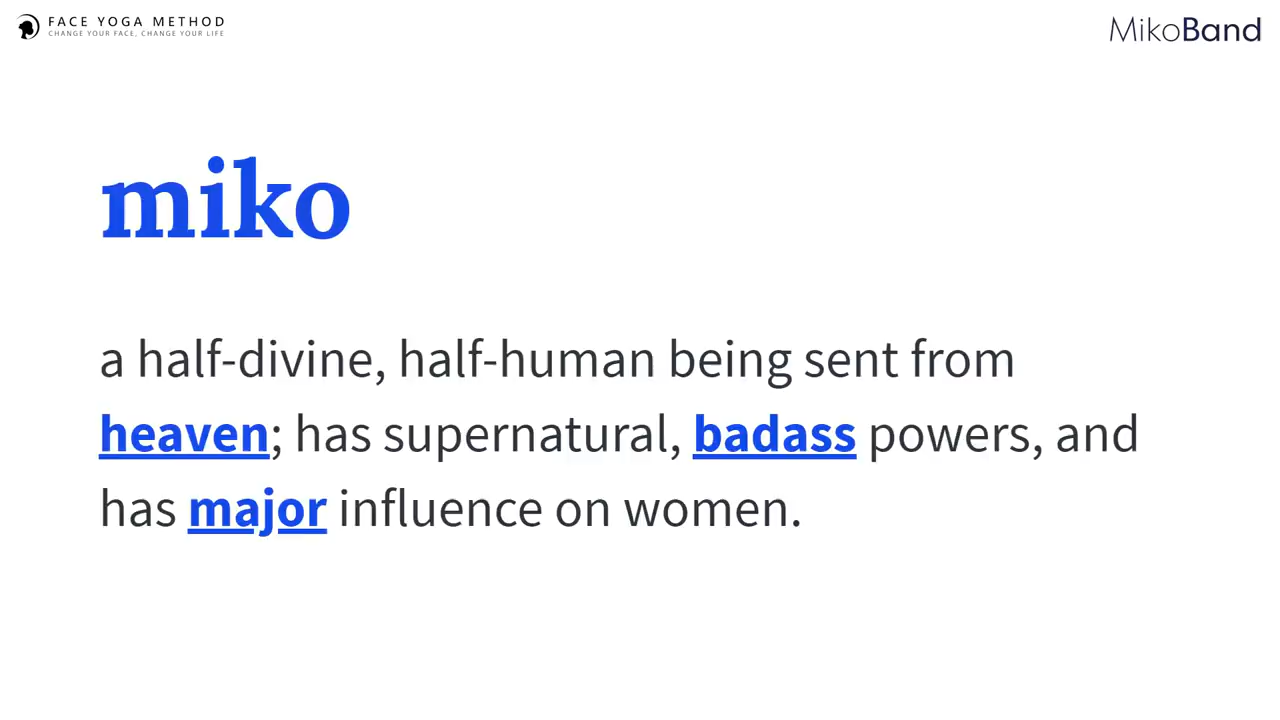 FACE YOGA METHOD
CHANGE YOUR FACE, CHANGE YOUR LIFE
MikoBand
miko
a half-divine, half-human being sent from
heaven; has supernatural, badass powers, and
has major influence on women.